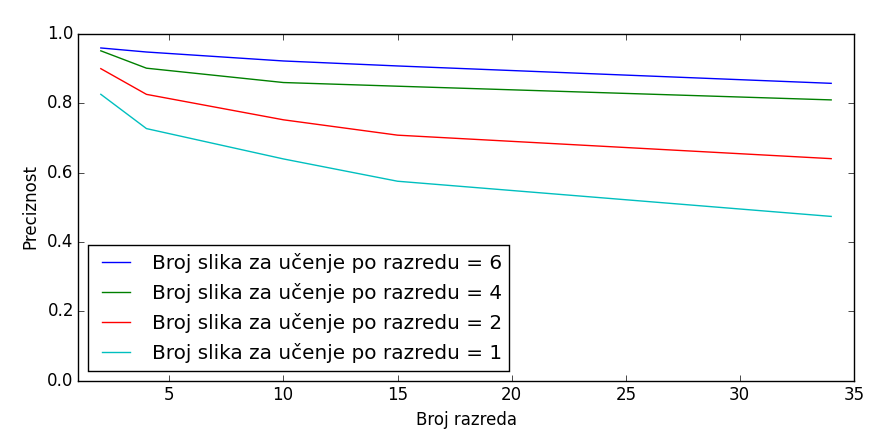 1.0
0.8
0.6
0.4
0.2
0.0
Preciznost
Broj slika za učenje po razredu = 6
Broj slika za učenje po razredu = 4
Broj slika za učenje po razredu = 2
Broj slika za učenje po razredu = 1
5 10 15 20 25 30 35
Broj razreda